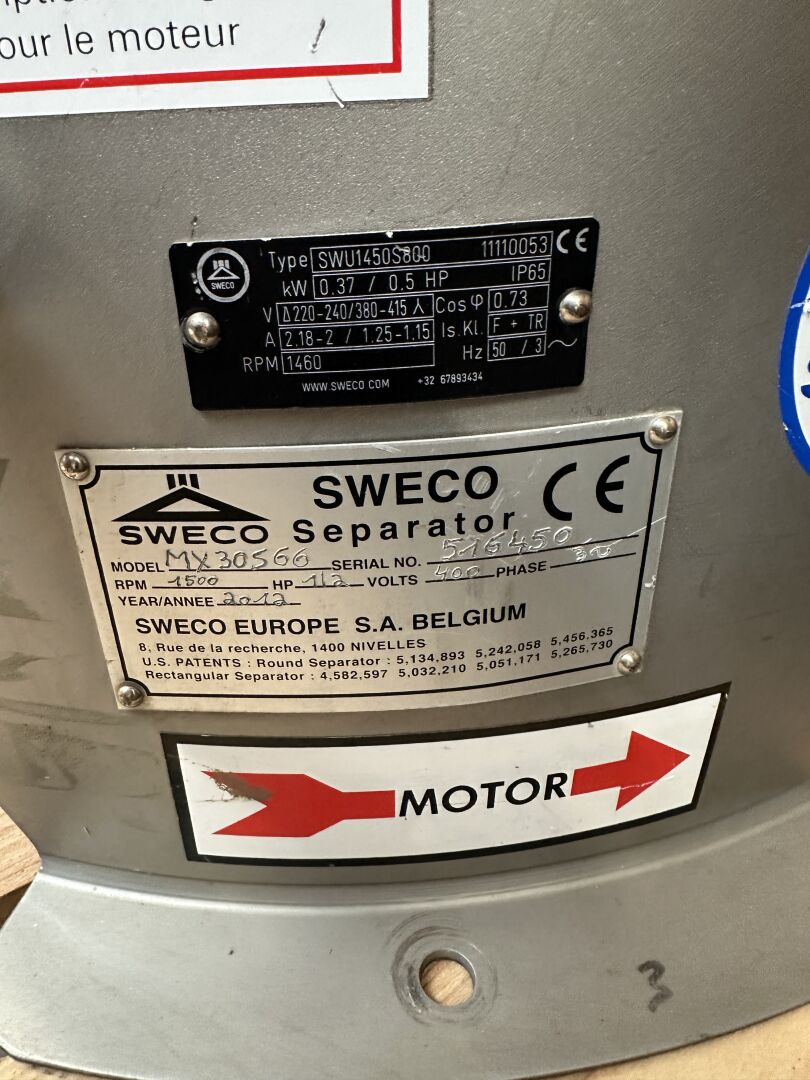 our le moteur
SWECO
Type SWU1450S800 11110053 CE
kW 0.37 / 0.5 HP IP65
V Δ220-240/380-415 Cos φ 0.73
A 2.18-2 / 1.25-1.15 Is. Kl. F + TR
RPM 1460 Hz 50 / 3~
WWW.SWECO COM +32 67893434
SWECO CE
SWECO Separator
MODEL MX30S66 SERIAL NO. 516450
RPM 1500 HP 1/2 VOLTS 400 PHASE 3~
YEAR/ANNEE 2012
SWECO EUROPE S.A. BELGIUM
8, Rue de la recherche, 1400 NIVELLES
U.S. PATENTS : Round Separator : 5,134,893 5,242,058 5,456,365
Rectangular Separator : 4,582,597 5,032,210 5,051,171 5,265,730
MOTOR
3